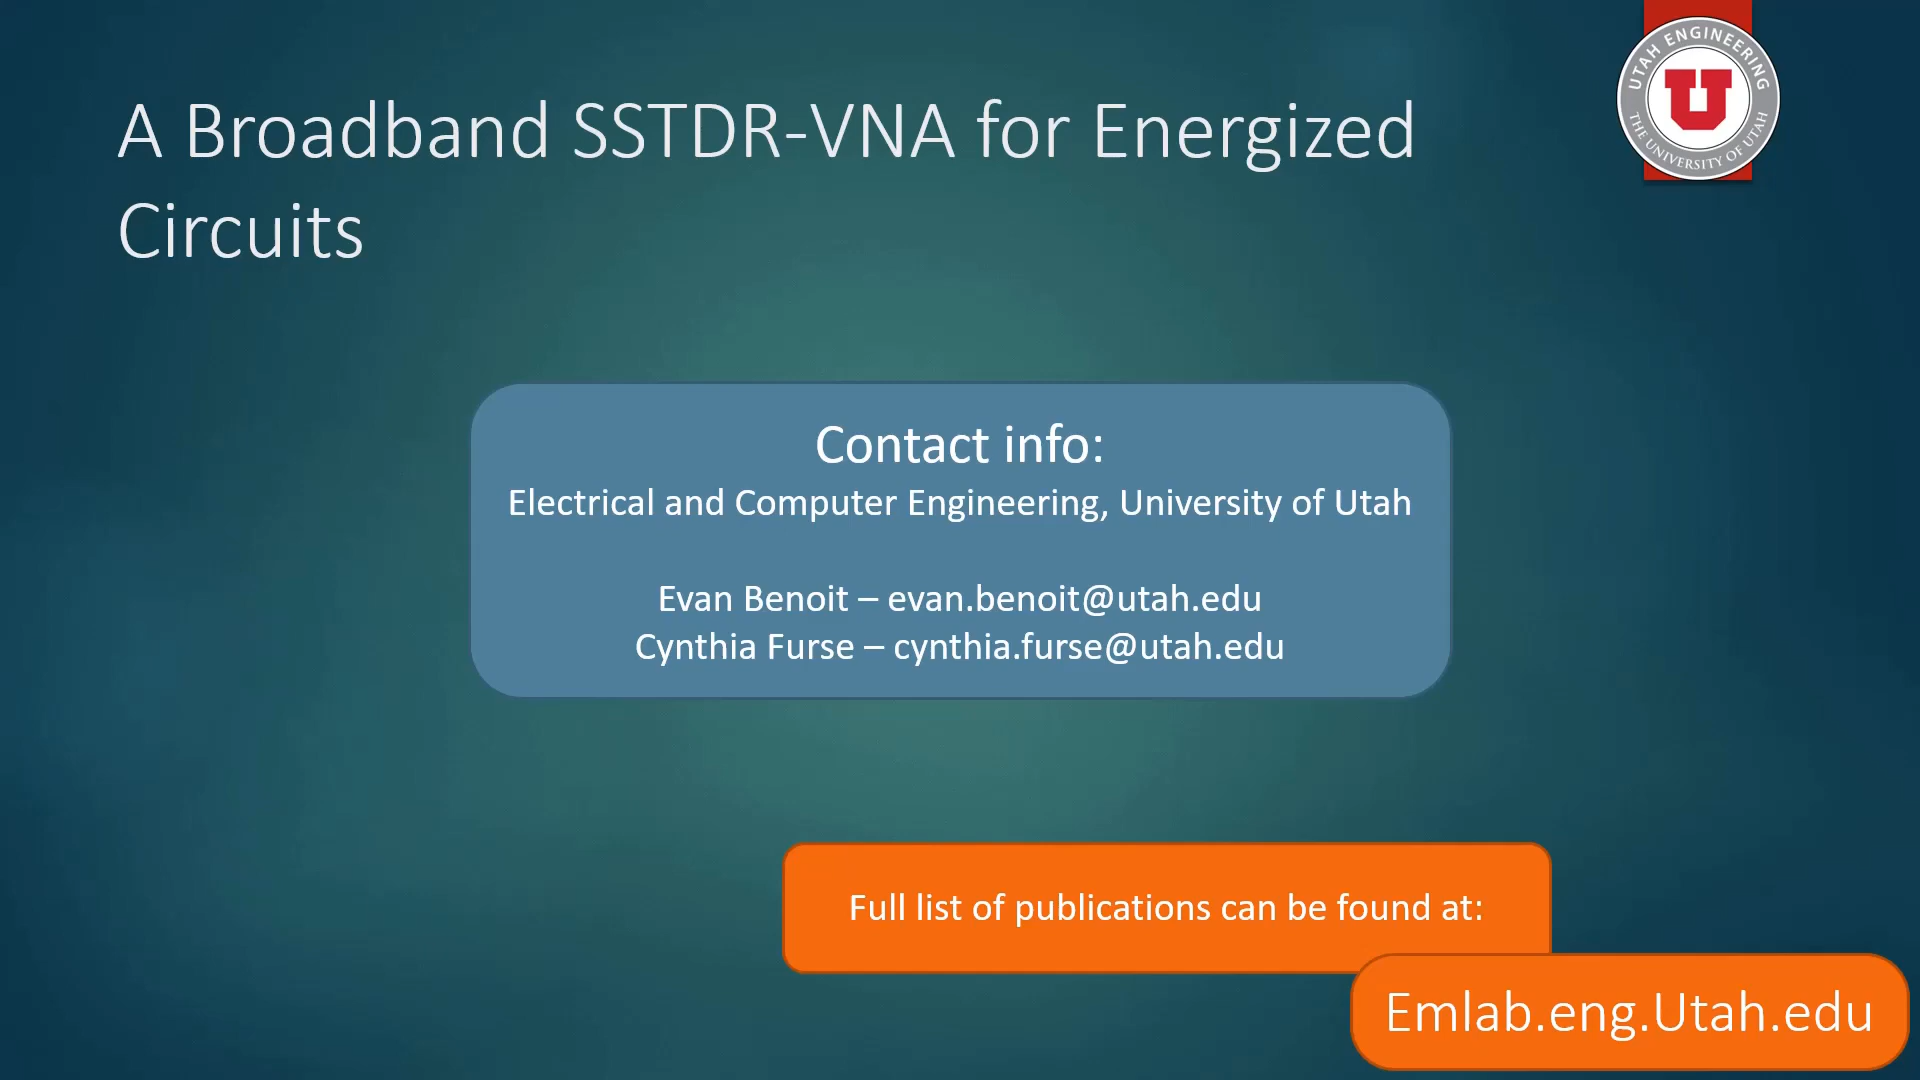 UTAH ENGINEERING
THE UNIVERSITY OF UTAH
U
A Broadband SSTDR-VNA for Energized
Circuits
Contact info:
Electrical and Computer Engineering, University of Utah
Evan Benoit – evan.benoit@utah.edu
Cynthia Furse – cynthia.furse@utah.edu
Full list of publications can be found at:
Emlab.eng.Utah.edu